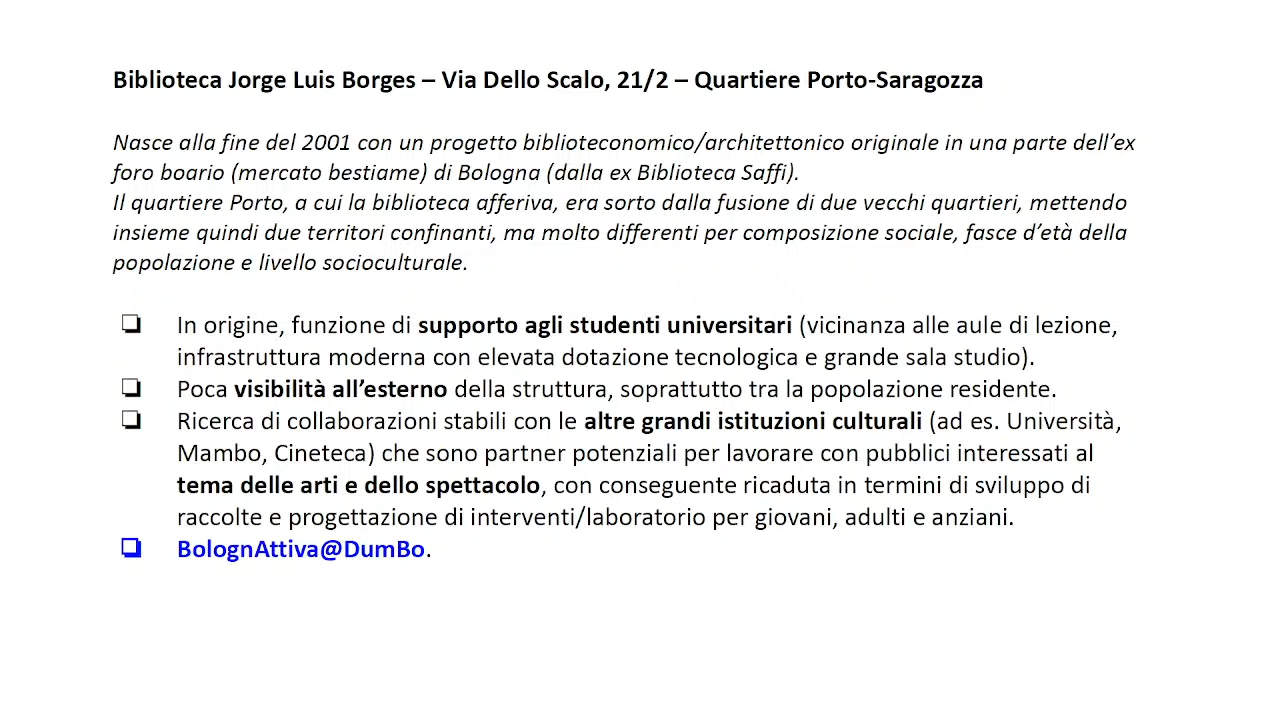 Biblioteca Jorge Luis Borges – Via Dello Scalo, 21/2 – Quartiere Porto-Saragozza
Nasce alla fine del 2001 con un progetto biblioteconomico/architettonico originale in una parte dell’ex
foro boario (mercato bestiame) di Bologna (dalla ex Biblioteca Saffi).
Il quartiere Porto, a cui la biblioteca afferiva, era sorto dalla fusione di due vecchi quartieri, mettendo
insieme quindi due territori confinanti, ma molto differenti per composizione sociale, fasce d’età della
popolazione e livello socioculturale.
❏ In origine, funzione di supporto agli studenti universitari (vicinanza alle aule di lezione,
infrastruttura moderna con elevata dotazione tecnologica e grande sala studio).
❏ Poca visibilità all’esterno della struttura, soprattutto tra la popolazione residente.
❏ Ricerca di collaborazioni stabili con le altre grandi istituzioni culturali (ad es. Università,
Mambo, Cineteca) che sono partner potenziali per lavorare con pubblici interessati al
tema delle arti e dello spettacolo, con conseguente ricaduta in termini di sviluppo di
raccolte e progettazione di interventi/laboratorio per giovani, adulti e anziani.
❏ BolognAttiva@DumBo.